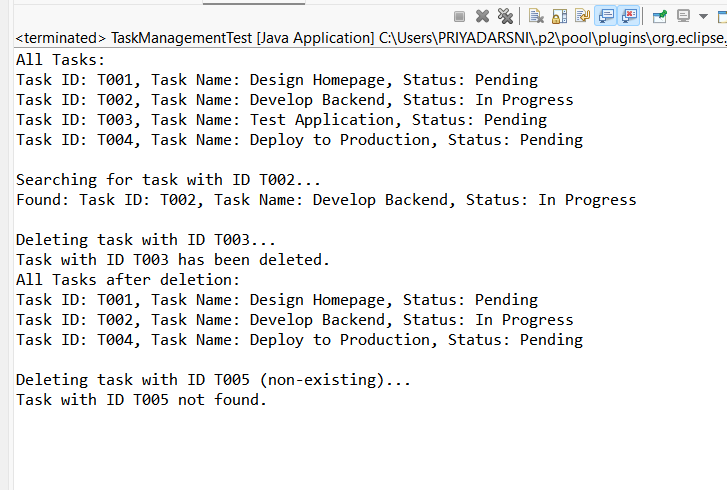 <terminated> TaskManagementTest [Java Application] C:\Users\PRIYADARSNI\.p2\pool\plugins\org.eclipse.
All Tasks:
Task ID: T001, Task Name: Design Homepage, Status: Pending
Task ID: T002, Task Name: Develop Backend, Status: In Progress
Task ID: T003, Task Name: Test Application, Status: Pending
Task ID: T004, Task Name: Deploy to Production, Status: Pending

Searching for task with ID T002...
Found: Task ID: T002, Task Name: Develop Backend, Status: In Progress

Deleting task with ID T003...
Task with ID T003 has been deleted.
All Tasks after deletion:
Task ID: T001, Task Name: Design Homepage, Status: Pending
Task ID: T002, Task Name: Develop Backend, Status: In Progress
Task ID: T004, Task Name: Deploy to Production, Status: Pending

Deleting task with ID T005 (non-existing)...
Task with ID T005 not found.